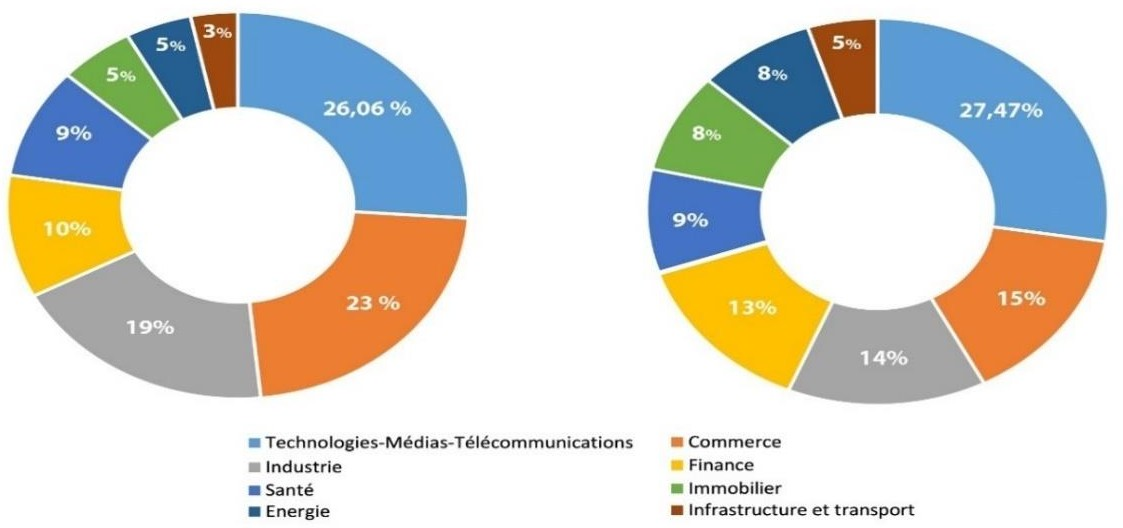 3%
5%
5%
26,06 %
9%
10%
23 %
19%
5%
8%
27,47%
8%
9%
15%
13%
14%
Technologies-Médias-Télécommunications
Commerce
Industrie
Finance
Santé
Immobilier
Energie
Infrastructure et transport